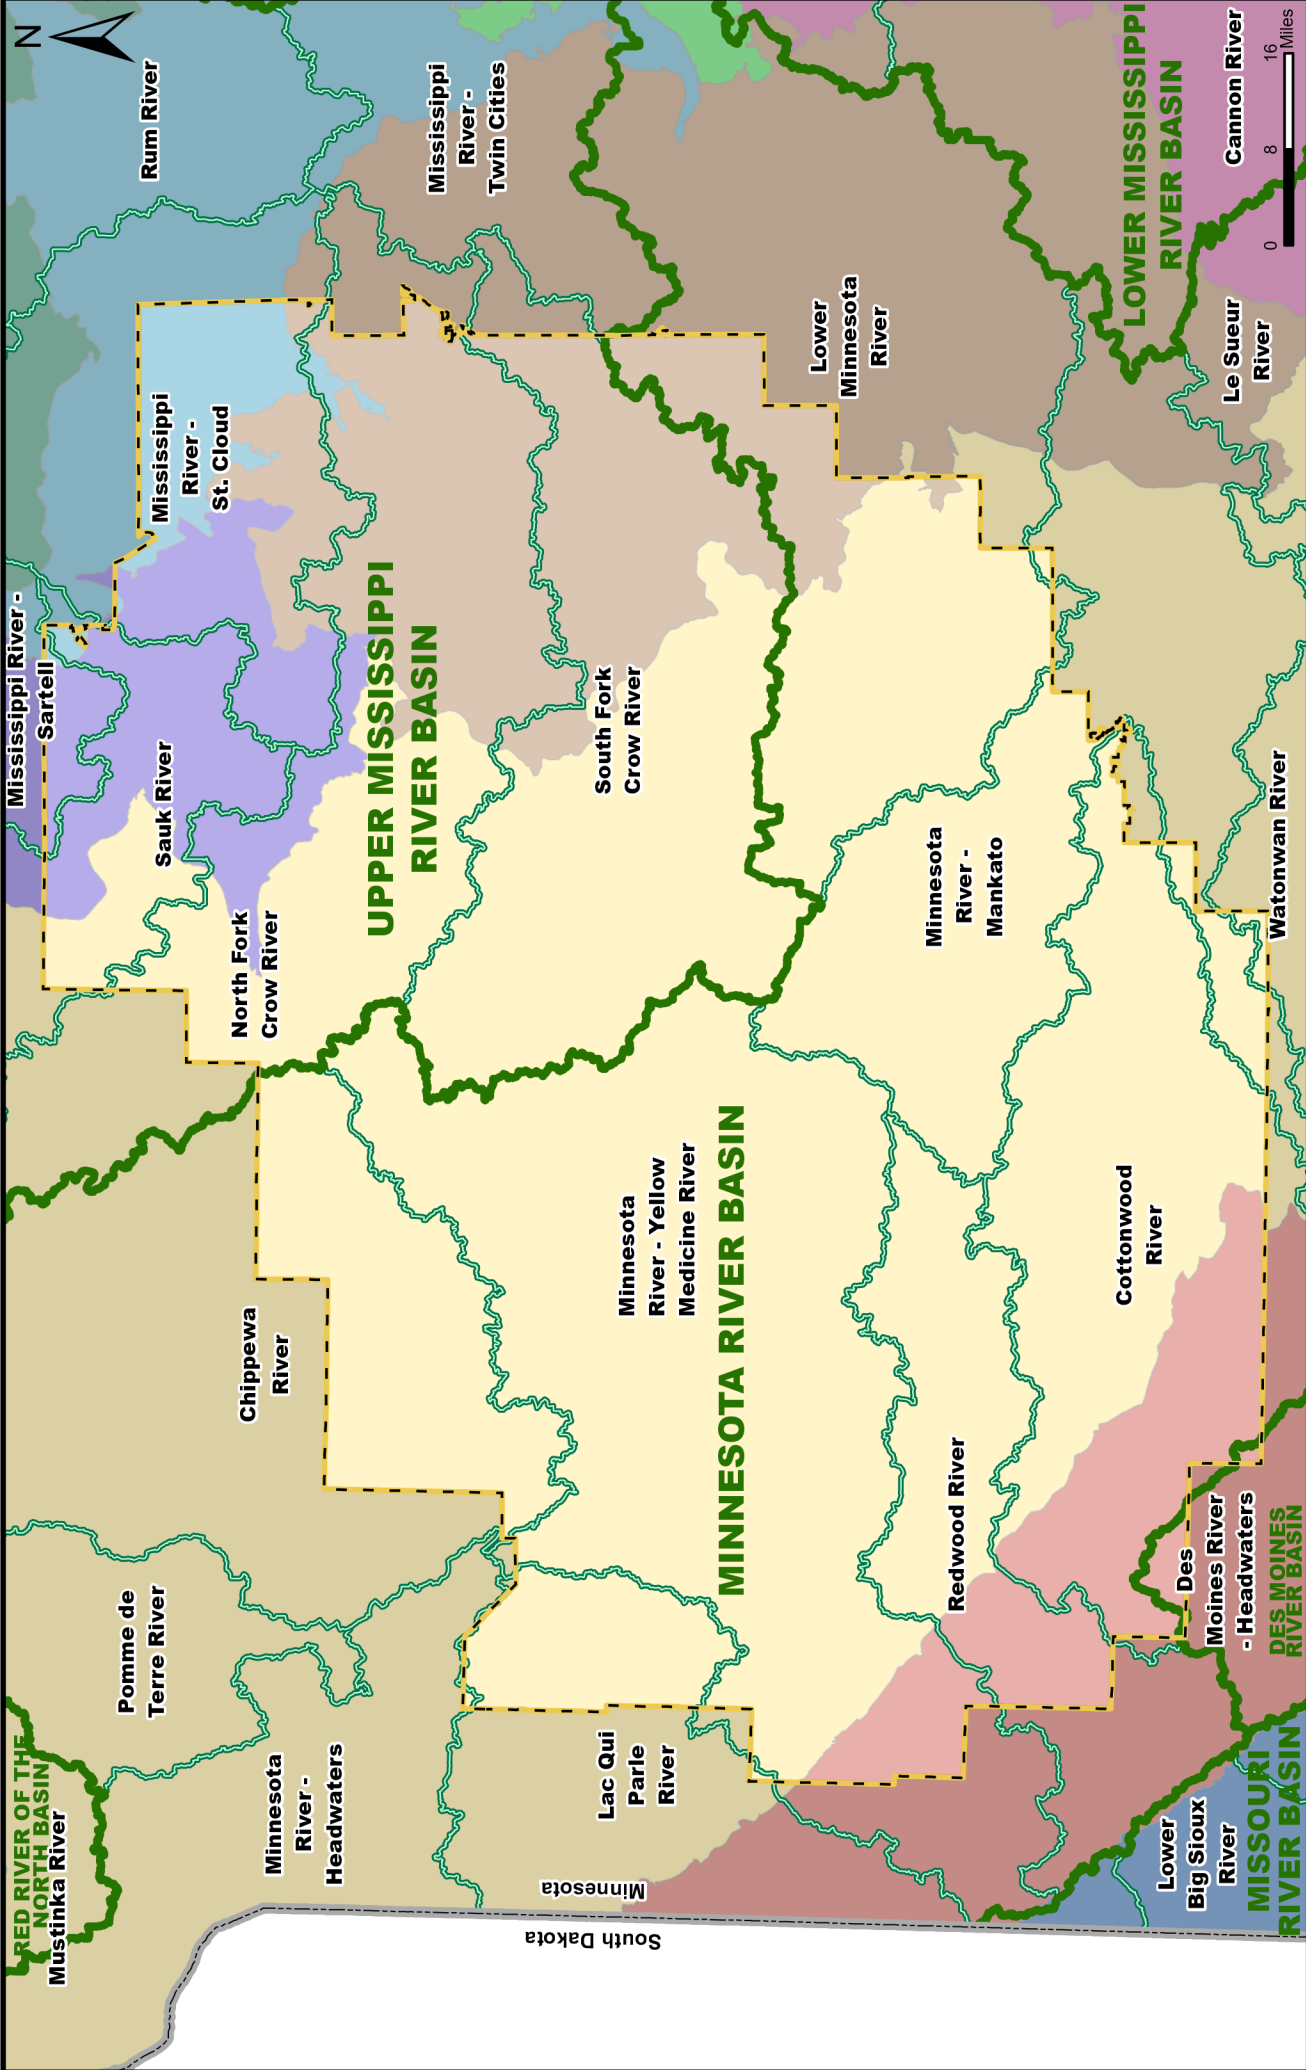 RED RIVER OF THE
NORTH BASIN
Mustinka River
Pomme de
Terre River
Minnesota
River -
Headwaters
Chippewa
River
Lac Qui
Parle
River
Minnesota
South Dakota
Lower
Big Sioux
River
MISSOURI
RIVER BASIN
Des
Moines River
- Headwaters
DES MOINES
RIVER BASIN
Redwood River
MINNESOTA RIVER BASIN
Minnesota
River - Yellow
Medicine River
Cottonwood
River
North Fork
Crow River
Sauk River
Mississippi River -
Sartell
UPPER MISSISSIPPI
RIVER BASIN
South Fork
Crow River
Minnesota
River -
Mankato
Watonwan River
Mississippi
River -
St. Cloud
Rum River
Mississippi
River -
Twin Cities
Lower
Minnesota
River
Le Sueur
River
LOWER MISSISSIPPI
RIVER BASIN
Cannon River
N
0 8 16
Miles